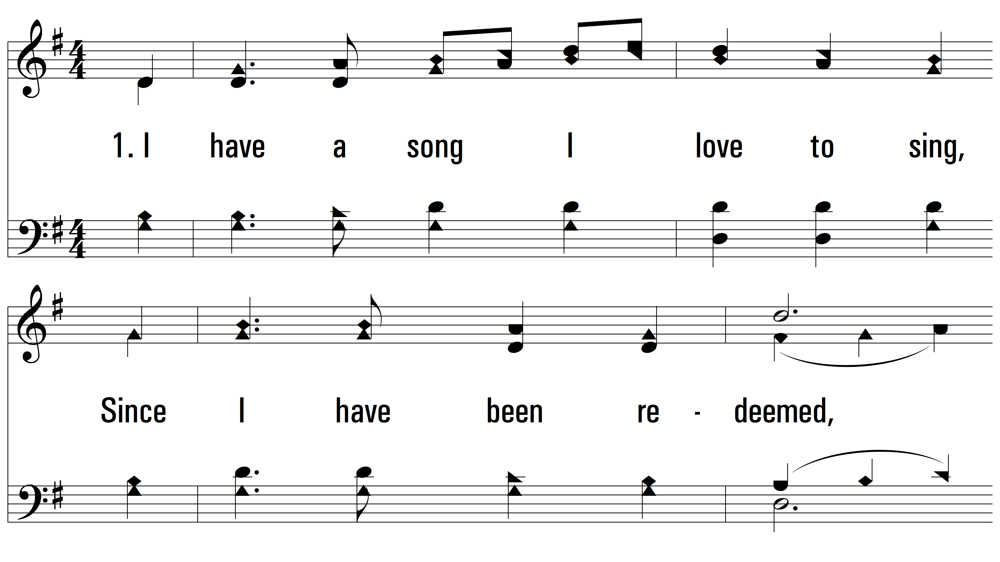 1. I have a song I love to sing,
Since I have been re - deemed,